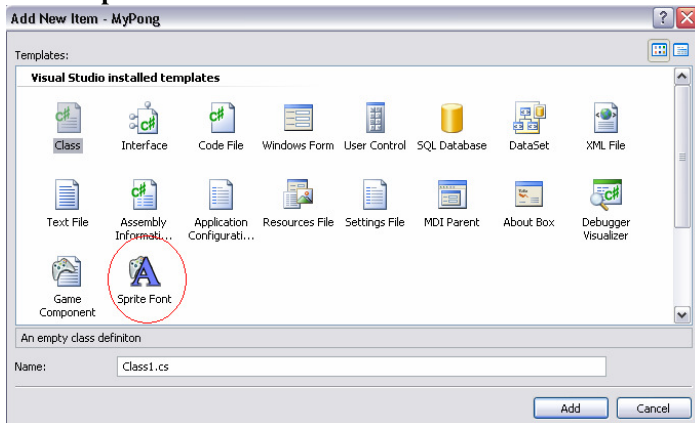 Add New Item - MyPong
Templates:
Visual Studio installed templates
Class Interface Code File Windows Form User Control SQL Database DataSet XML File
Text File Assembly Informati... Application Configurati... Resources File Settings File MDI Parent About Box Debugger Visualizer
Game Component Sprite Font
An empty class definiton
Name: Class1.cs
Add Cancel